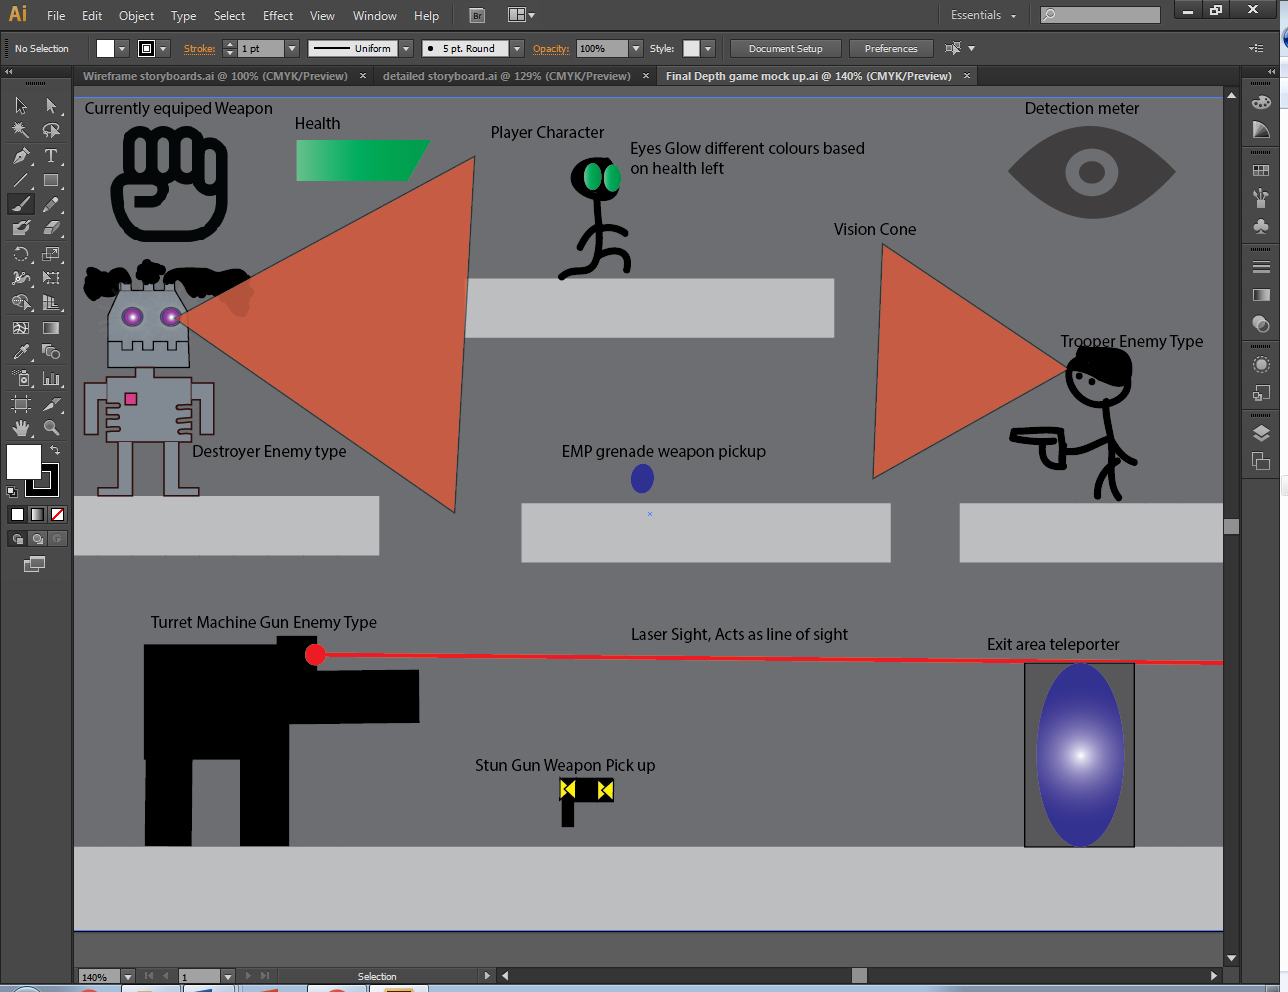 Ai File Edit Object Type Select Effect View Window Help Br Essentials
No Selection Stroke: 1 pt Uniform 5 pt. Round Opacity: 100% Style: Document Setup Preferences
Wireframe storyboards.ai @ 100% (CMYK/Preview) × detailed storyboard.ai @ 129% (CMYK/Preview) × Final Depth game mock up.ai @ 140% (CMYK/Preview) ×
Currently equiped Weapon
Health
Player Character
Eyes Glow different colours based
on health left
Detection meter
Vision Cone
Trooper Enemy Type
Destroyer Enemy type
EMP grenade weapon pickup
Turret Machine Gun Enemy Type
Laser Sight, Acts as line of sight
Exit area teleporter
Stun Gun Weapon Pick up
140% 1 Selection